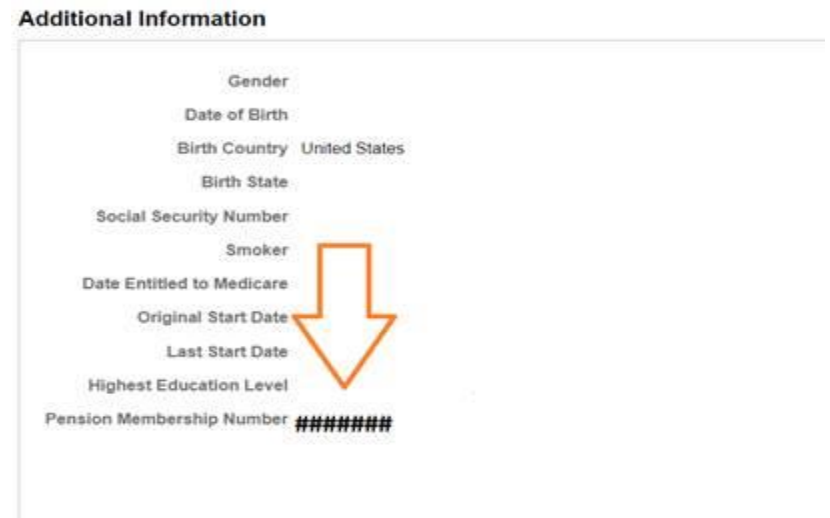 Additional Information
Gender
Date of Birth
Birth Country United States
Birth State
Social Security Number
Smoker
Date Entitled to Medicare
Original Start Date
Last Start Date
Highest Education Level
Pension Membership Number #######